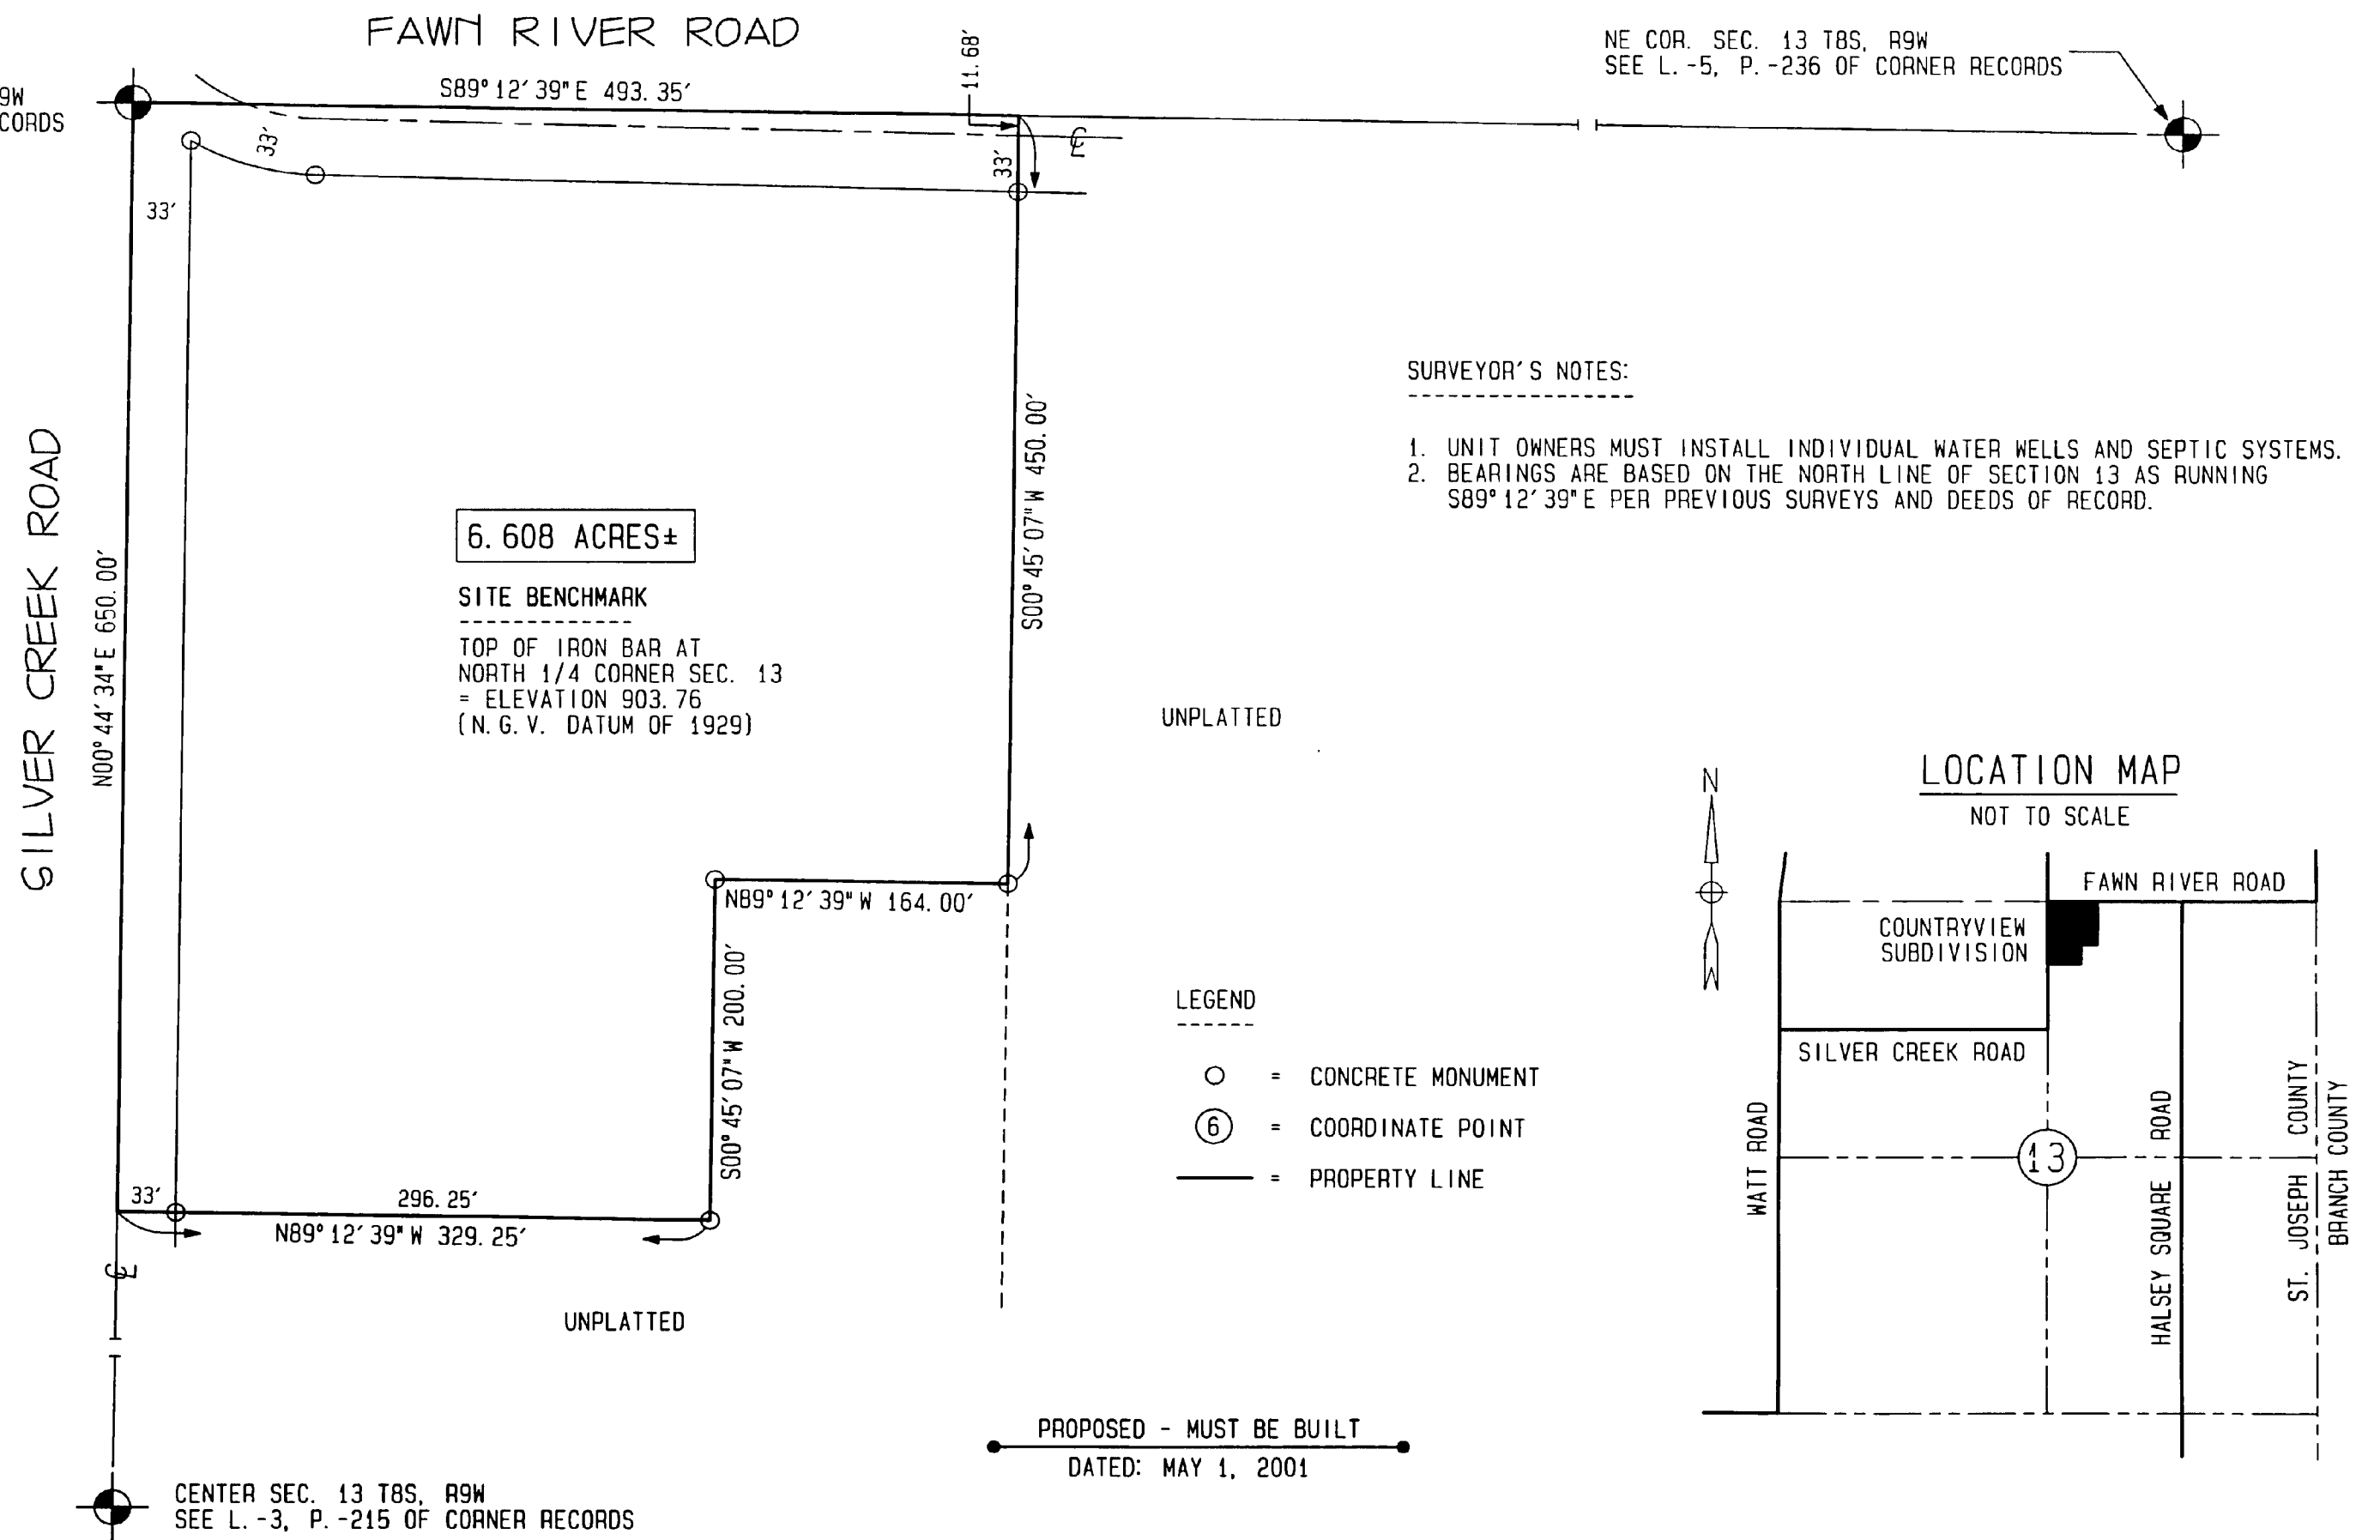 FAWN RIVER ROAD
9W
CORDS
S89°12'39"E 493.35'
11.68'
NE COR. SEC. 13 T8S, R9W
SEE L.-5, P.-236 OF CORNER RECORDS
33'
33'
33'
SURVEYOR'S NOTES:
1. UNIT OWNERS MUST INSTALL INDIVIDUAL WATER WELLS AND SEPTIC SYSTEMS.
2. BEARINGS ARE BASED ON THE NORTH LINE OF SECTION 13 AS RUNNING
S89°12'39"E PER PREVIOUS SURVEYS AND DEEDS OF RECORD.
SILVER CREEK ROAD
N00°44'34"E 650.00'
S00°45'07"W 450.00'
6.608 ACRES±
SITE BENCHMARK
TOP OF IRON BAR AT
NORTH 1/4 CORNER SEC. 13
= ELEVATION 903.76
(N.G.V. DATUM OF 1929)
UNPLATTED
N89°12'39"W 164.00'
S00°45'07"W 200.00'
33'
296.25'
N89°12'39"W 329.25'
UNPLATTED
LEGEND
= CONCRETE MONUMENT
6 = COORDINATE POINT
= PROPERTY LINE
LOCATION MAP
NOT TO SCALE
N
FAWN RIVER ROAD
COUNTRYVIEW
SUBDIVISION
SILVER CREEK ROAD
WATT ROAD
13
HALSEY SQUARE ROAD
ST. JOSEPH COUNTY
BRANCH COUNTY
PROPOSED - MUST BE BUILT
DATED: MAY 1, 2001
CENTER SEC. 13 T8S, R9W
SEE L.-3, P.-215 OF CORNER RECORDS